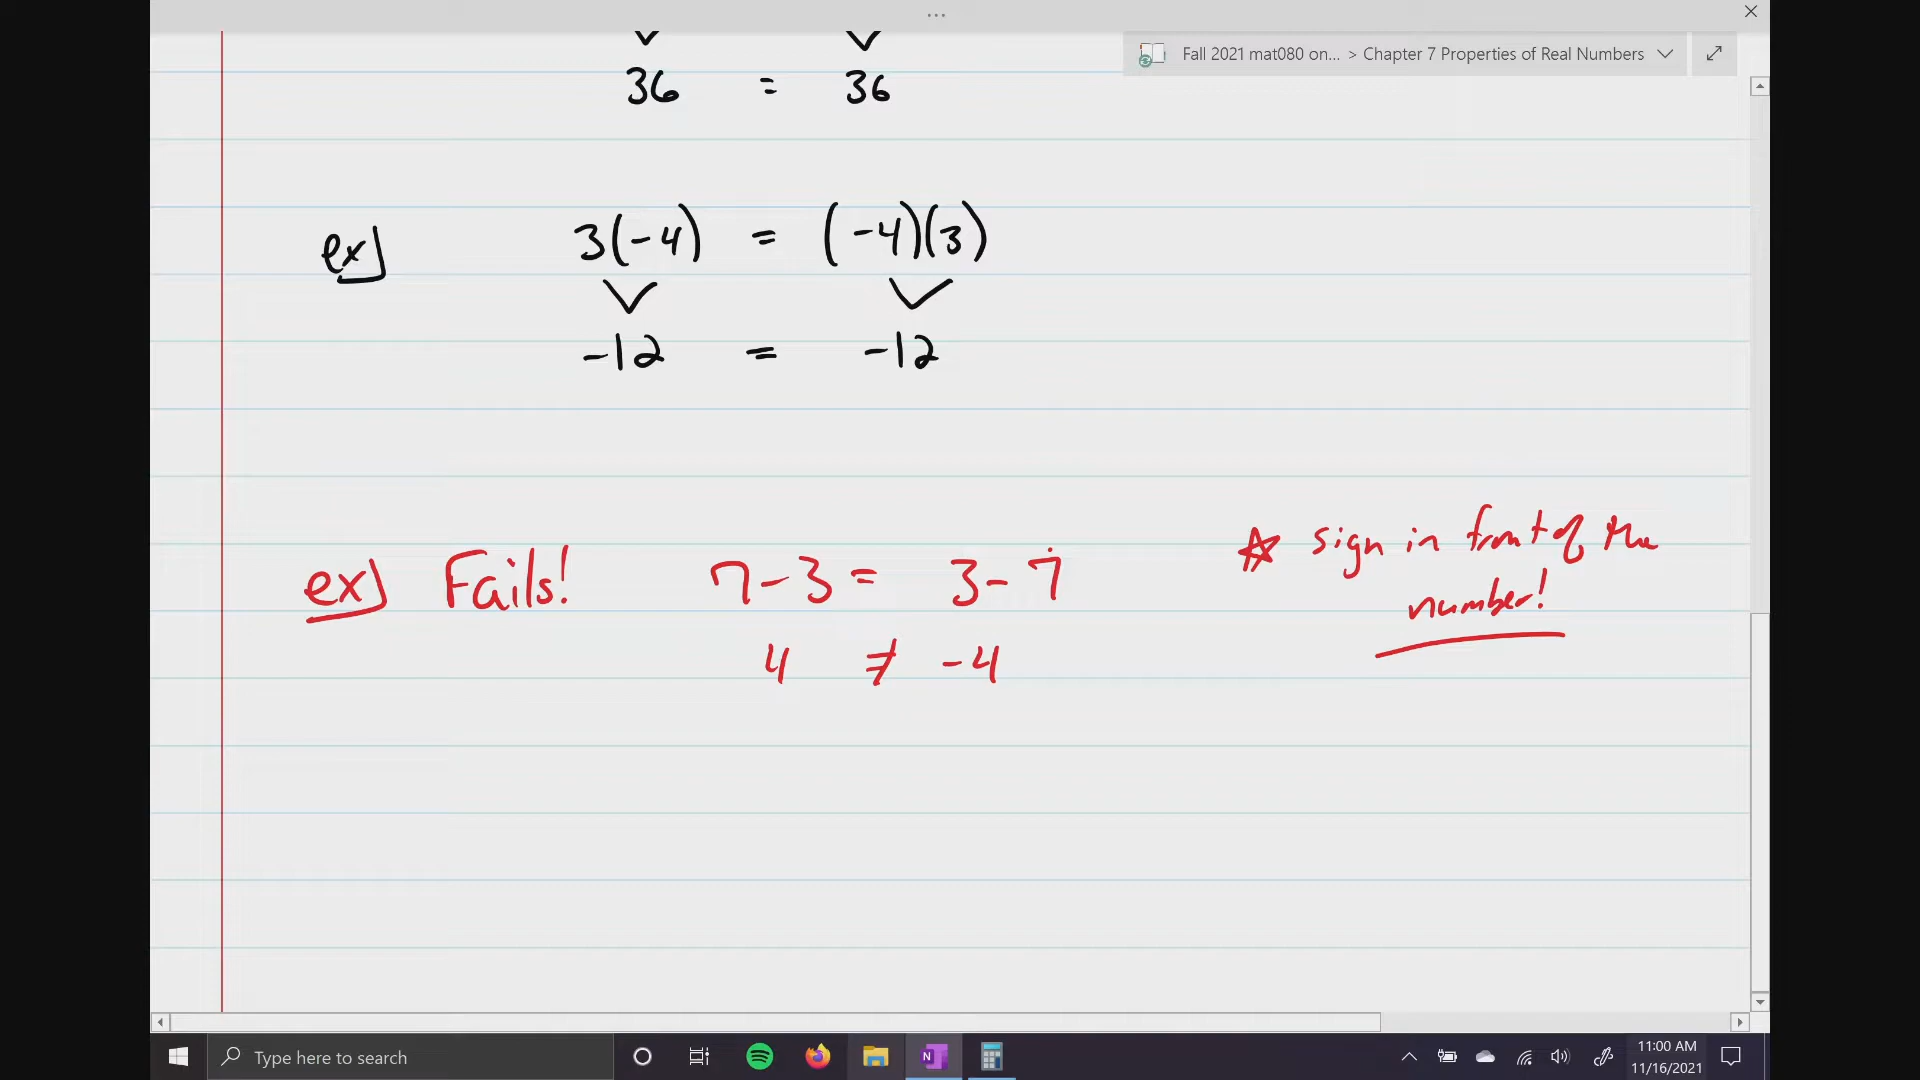 ...
Fall 2021 mat080 on... > Chapter 7 Properties of Real Numbers
36 = 36
ex] 3(-4) = (-4)(3)
-12 = -12
ex] Fails! 7-3 = 3-7
4 ≠ -4
☆ sign in front of the
number!
Type here to search
11:00 AM
11/16/2021